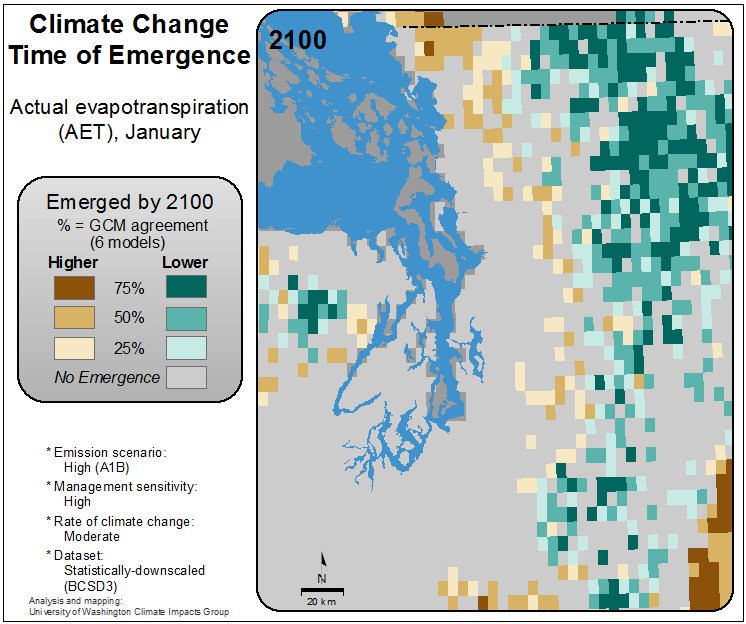 Climate Change
Time of Emergence
Actual evapotranspiration
(AET), January
Emerged by 2100
% = GCM agreement
(6 models)
Higher Lower
75%
50%
25%
No Emergence
* Emission scenario:
High (A1B)
* Management sensitivity:
High
* Rate of climate change:
Moderate
* Dataset:
Statistically-downscaled
(BCSD3)
Analysis and mapping:
University of Washington Climate Impacts Group
2100
N
20 km